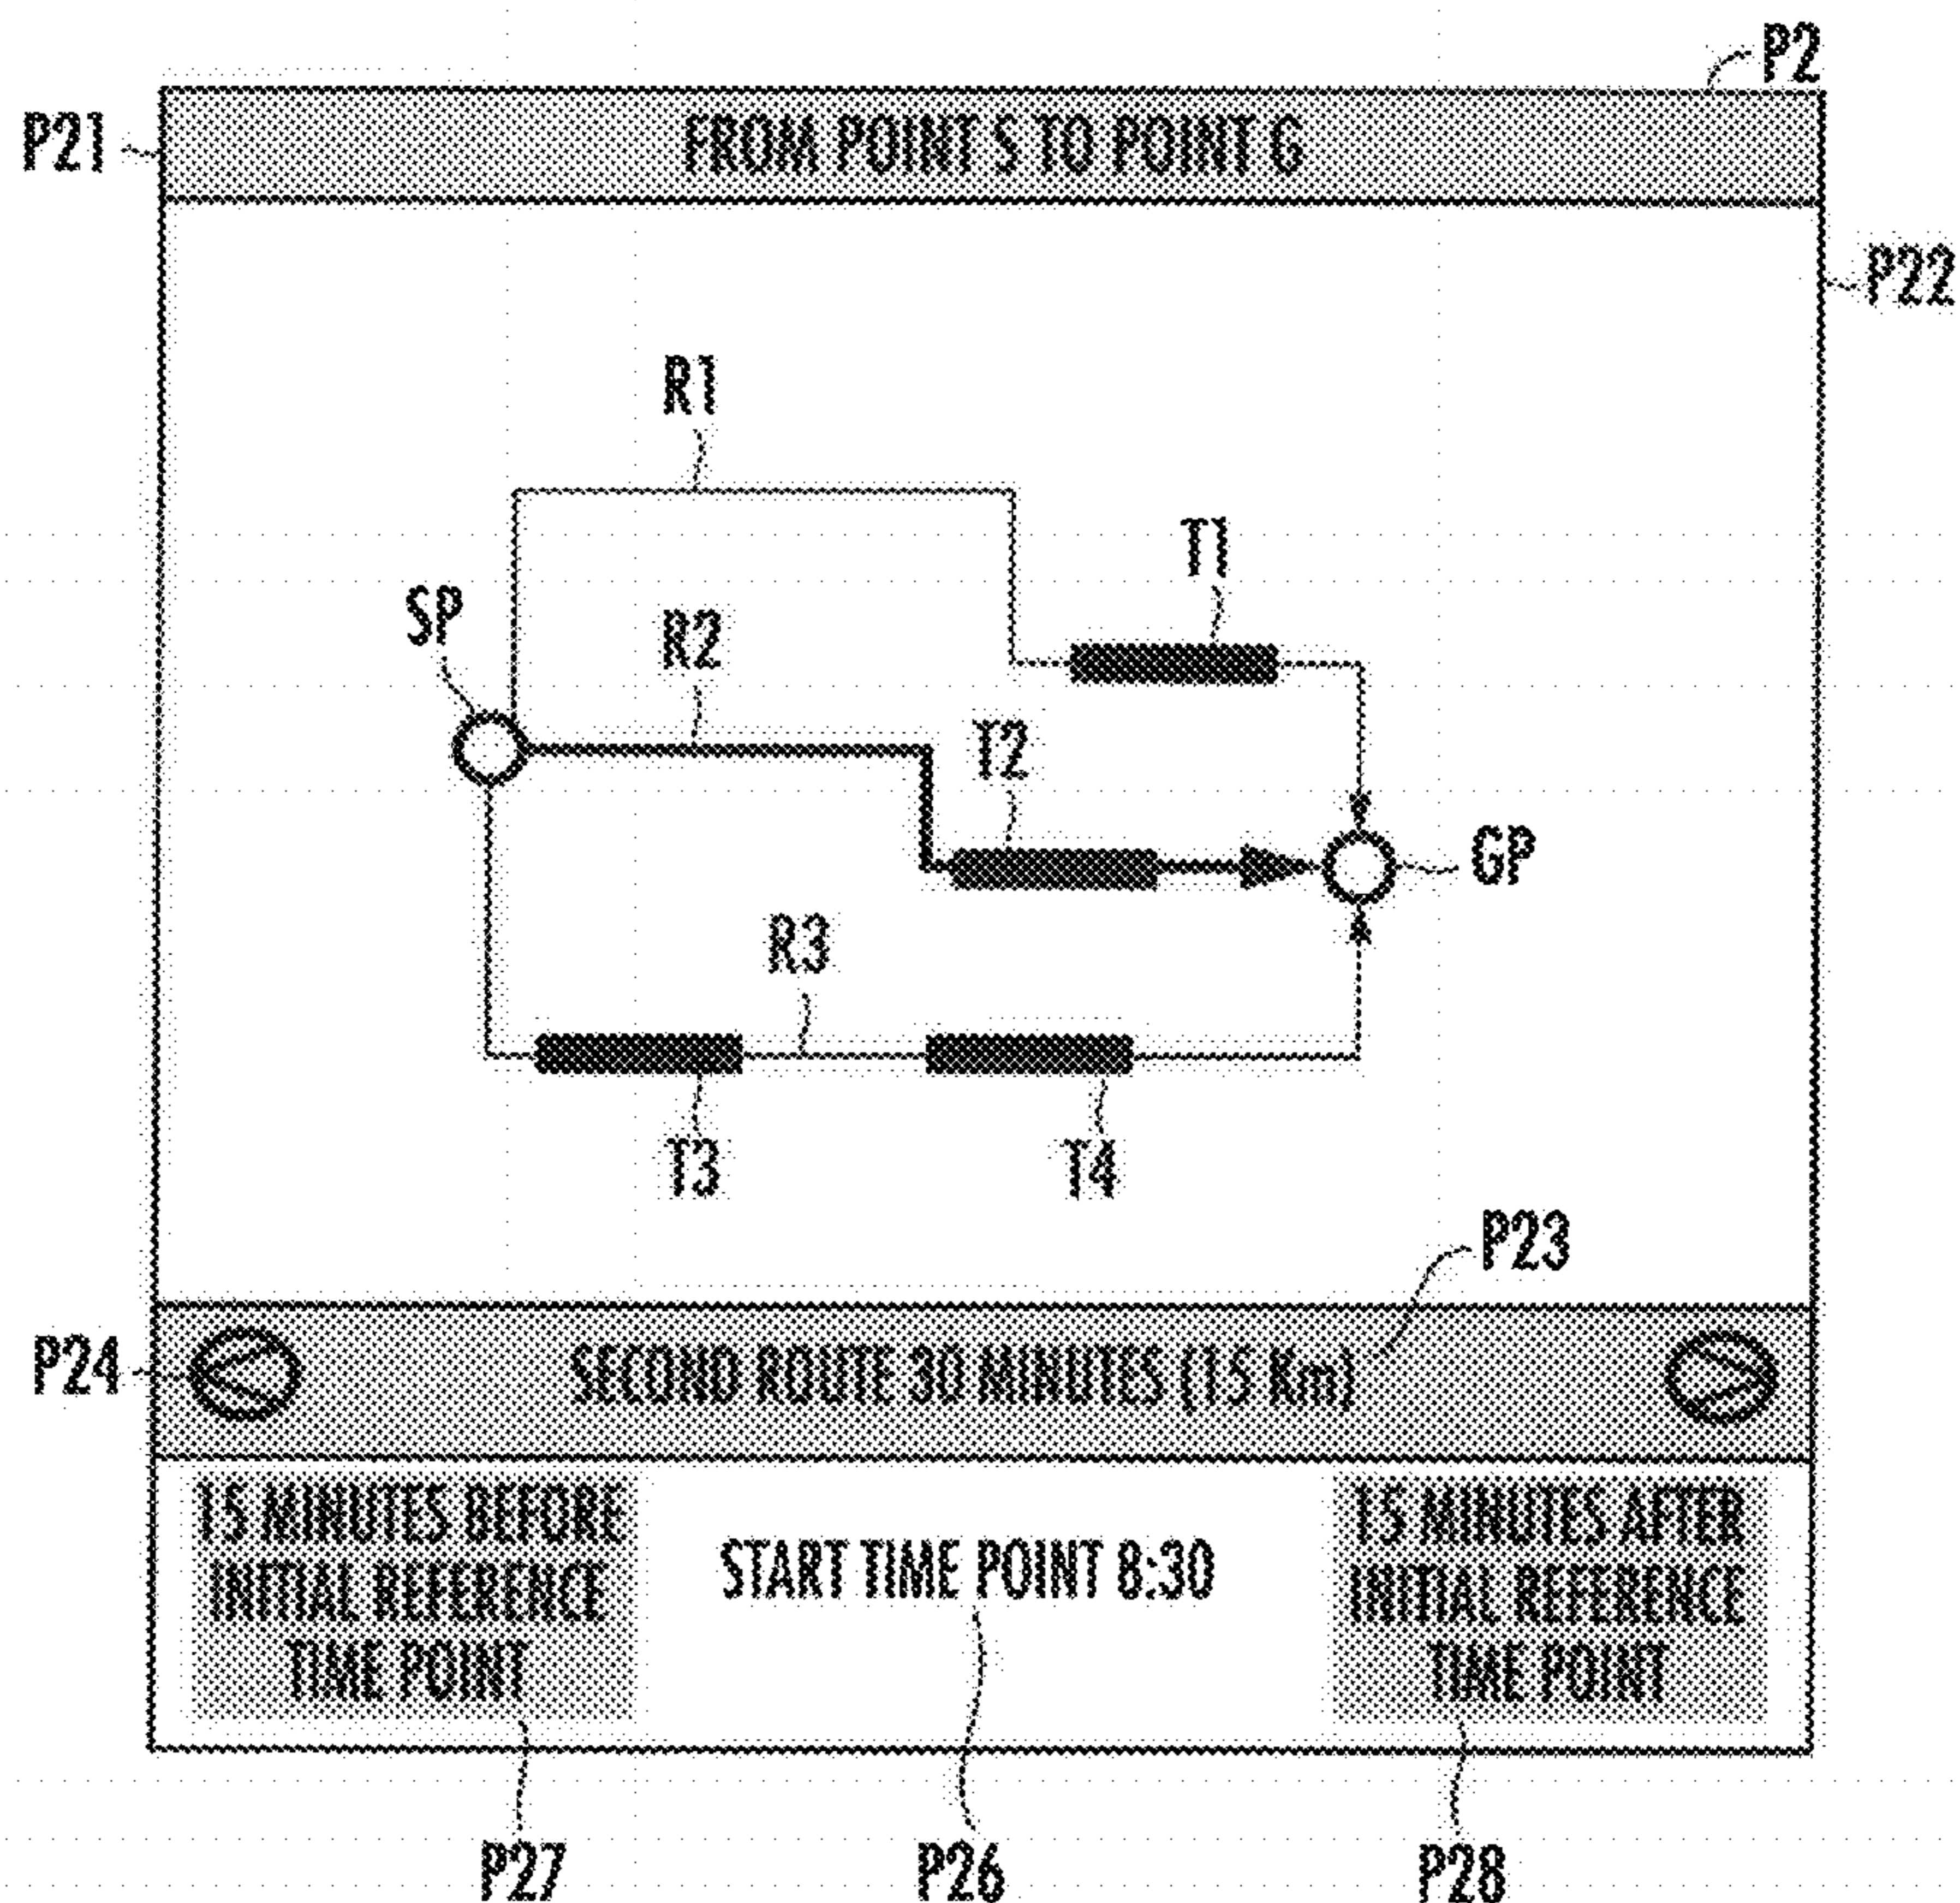 P2
P21
FROM POINT S TO POINT G
P22
R1
T1
SP
R2
T2
GP
R3
T3
T4
P23
P24
SECOND ROUTE 30 MINUTES (15 Km)
15 MINUTES BEFORE
INITIAL REFERENCE
TIME POINT
START TIME POINT 8:30
15 MINUTES AFTER
INITIAL REFERENCE
TIME POINT
P27
P26
P28